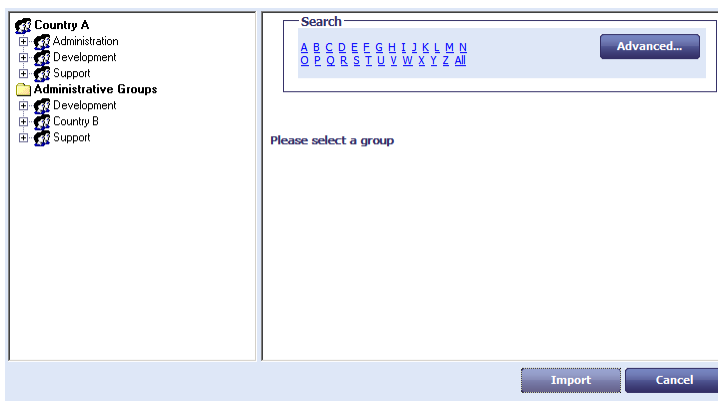 Country A
Administration
Development
Support
Administrative Groups
Development
Country B
Support
Search
A B C D E F G H I J K L M N
O P Q R S T U V W X Y Z All
Advanced...
Please select a group
Import
Cancel